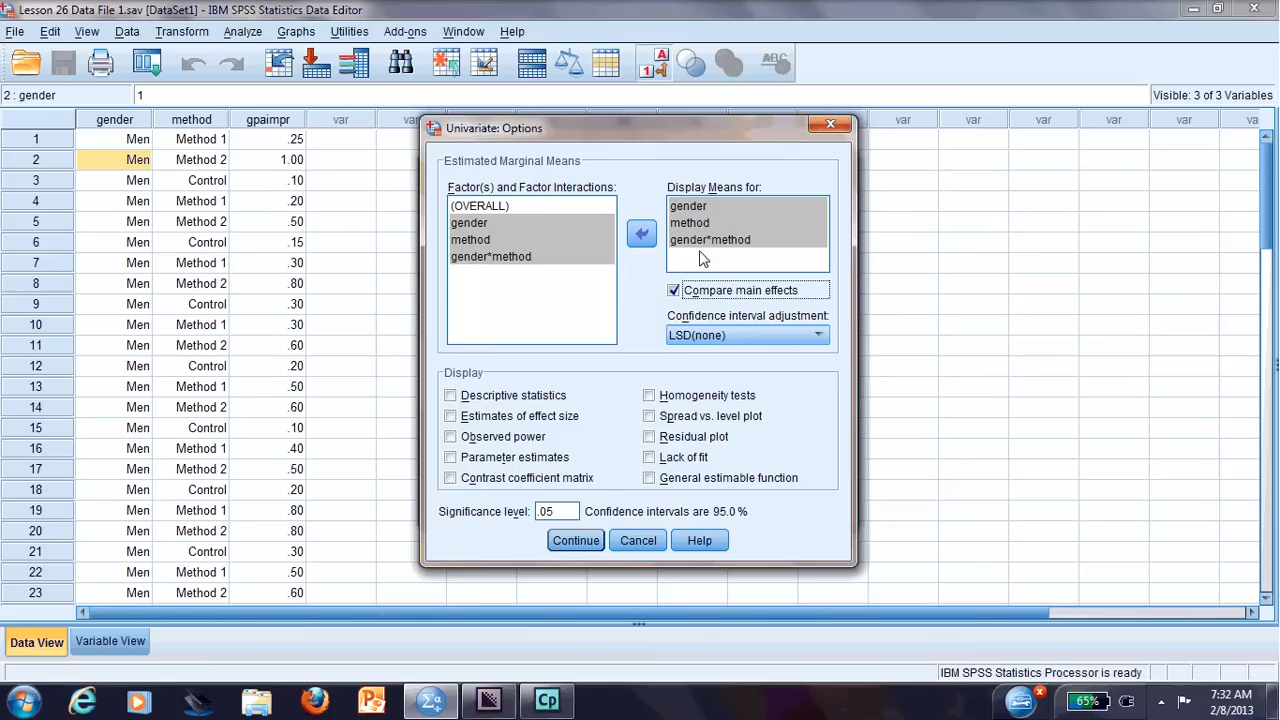 Lesson 26 Data File 1.sav [DataSet1] - IBM SPSS Statistics Data Editor
File Edit View Data Transform Analyze Graphs Utilities Add-ons Window Help
2 : gender 1 Visible: 3 of 3 Variables
gender method gpaimpr var var var var var va
1 Men Method 1 .25
2 Men Method 2 1.00
3 Men Control .10
4 Men Method 1 .20
5 Men Method 2 .50
6 Men Control .15
7 Men Method 1 .30
8 Men Method 2 .80
9 Men Control .30
10 Men Method 1 .30
11 Men Method 2 .60
12 Men Control .20
13 Men Method 1 .50
14 Men Method 2 .60
15 Men Control .10
16 Men Method 1 .40
17 Men Method 2 .50
18 Men Control .20
19 Men Method 1 .80
20 Men Method 2 .80
21 Men Control .30
22 Men Method 1 .50
23 Men Method 2 .60
Univariate: Options
Estimated Marginal Means
Factor(s) and Factor Interactions:
(OVERALL)
gender
method
gender*method
Display Means for:
gender
method
gender*method
Compare main effects
Confidence interval adjustment:
LSD(none)
Display
Descriptive statistics Homogeneity tests
Estimates of effect size Spread vs. level plot
Observed power Residual plot
Parameter estimates Lack of fit
Contrast coefficient matrix General estimable function
Significance level: .05 Confidence intervals are 95.0 %
Continue Cancel Help
Data View Variable View
IBM SPSS Statistics Processor is ready
65%
7:32 AM
2/8/2013